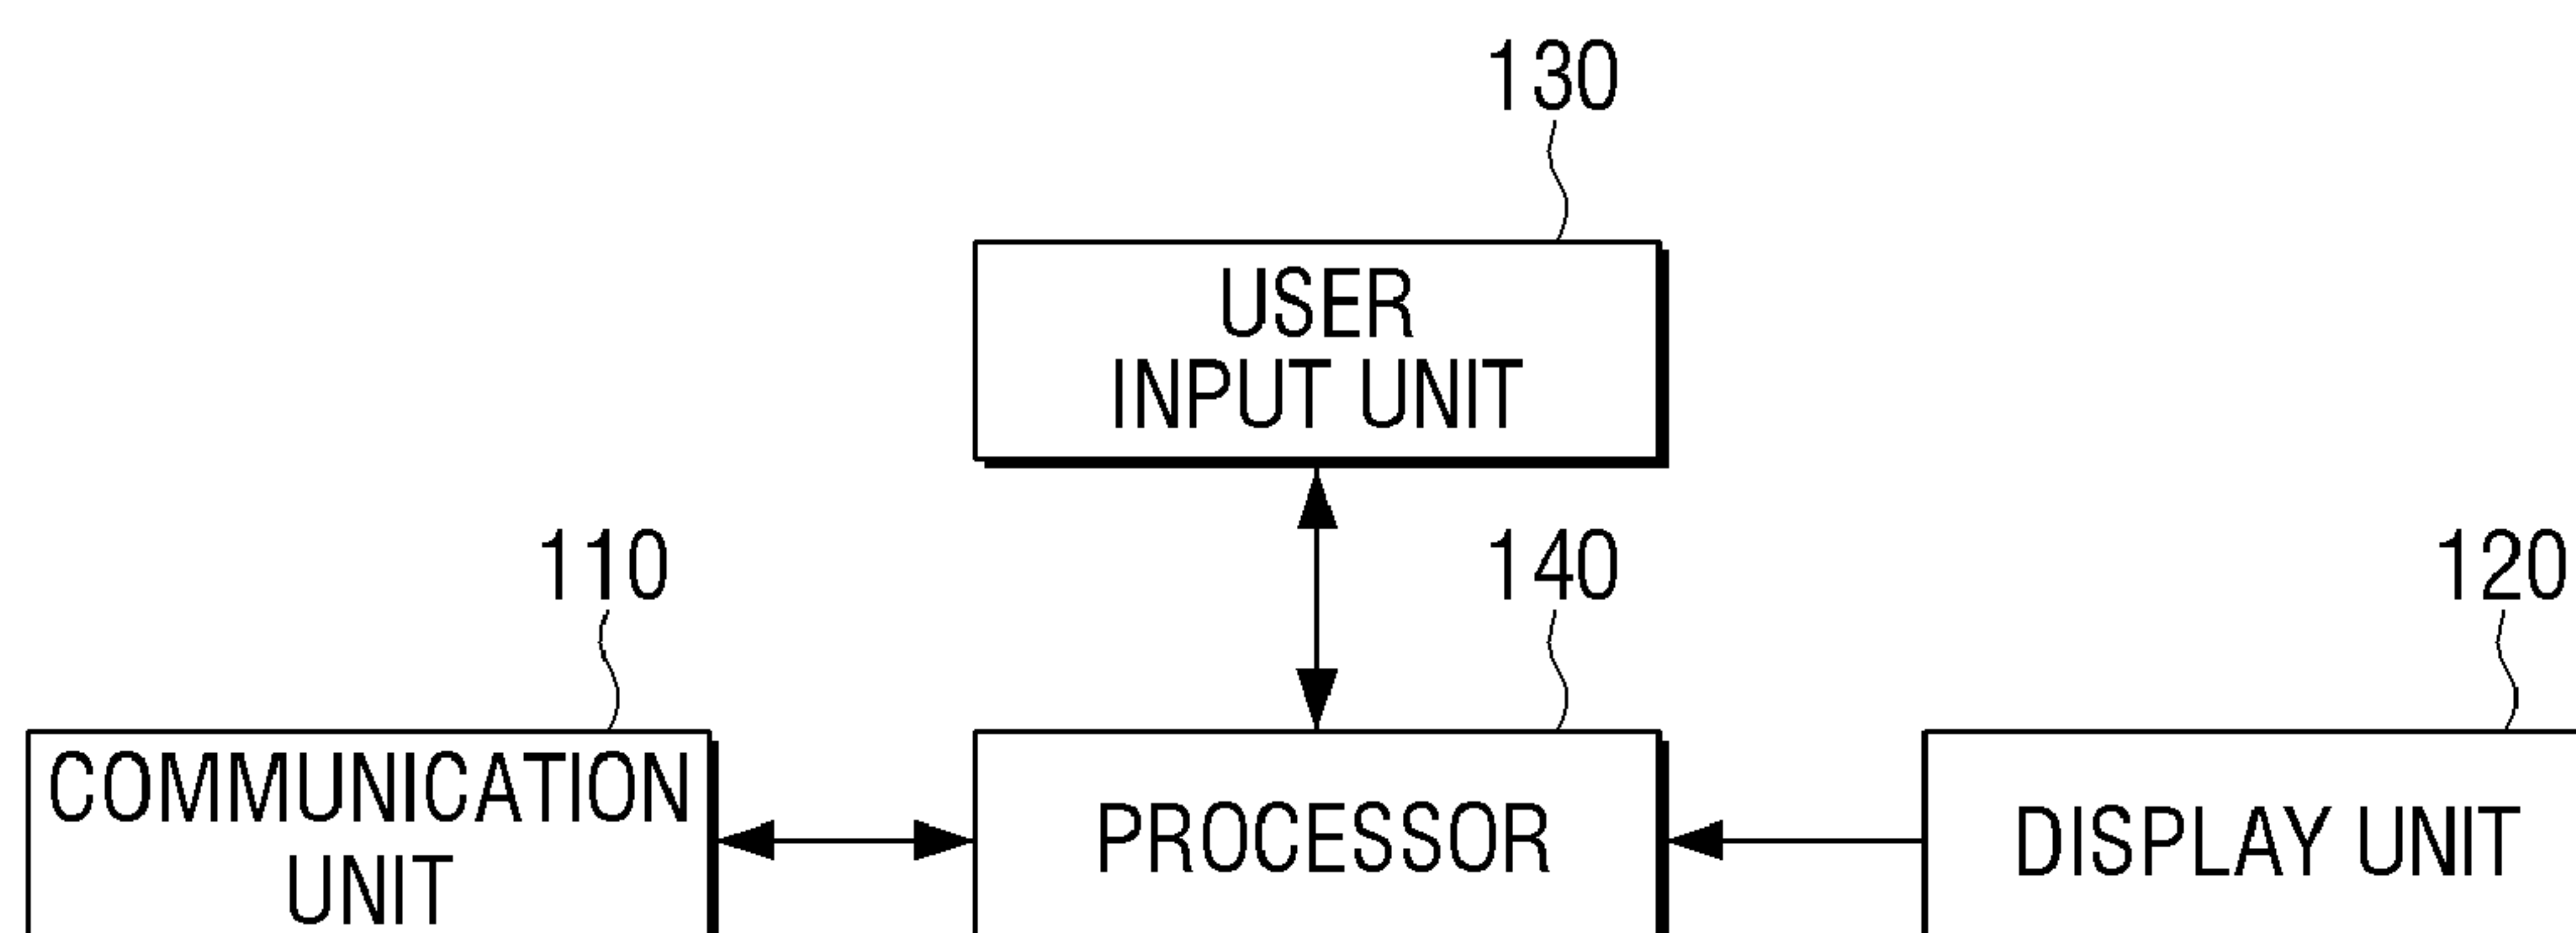 130
USER
INPUT UNIT
110
140
120
COMMUNICATION
UNIT
PROCESSOR
DISPLAY UNIT